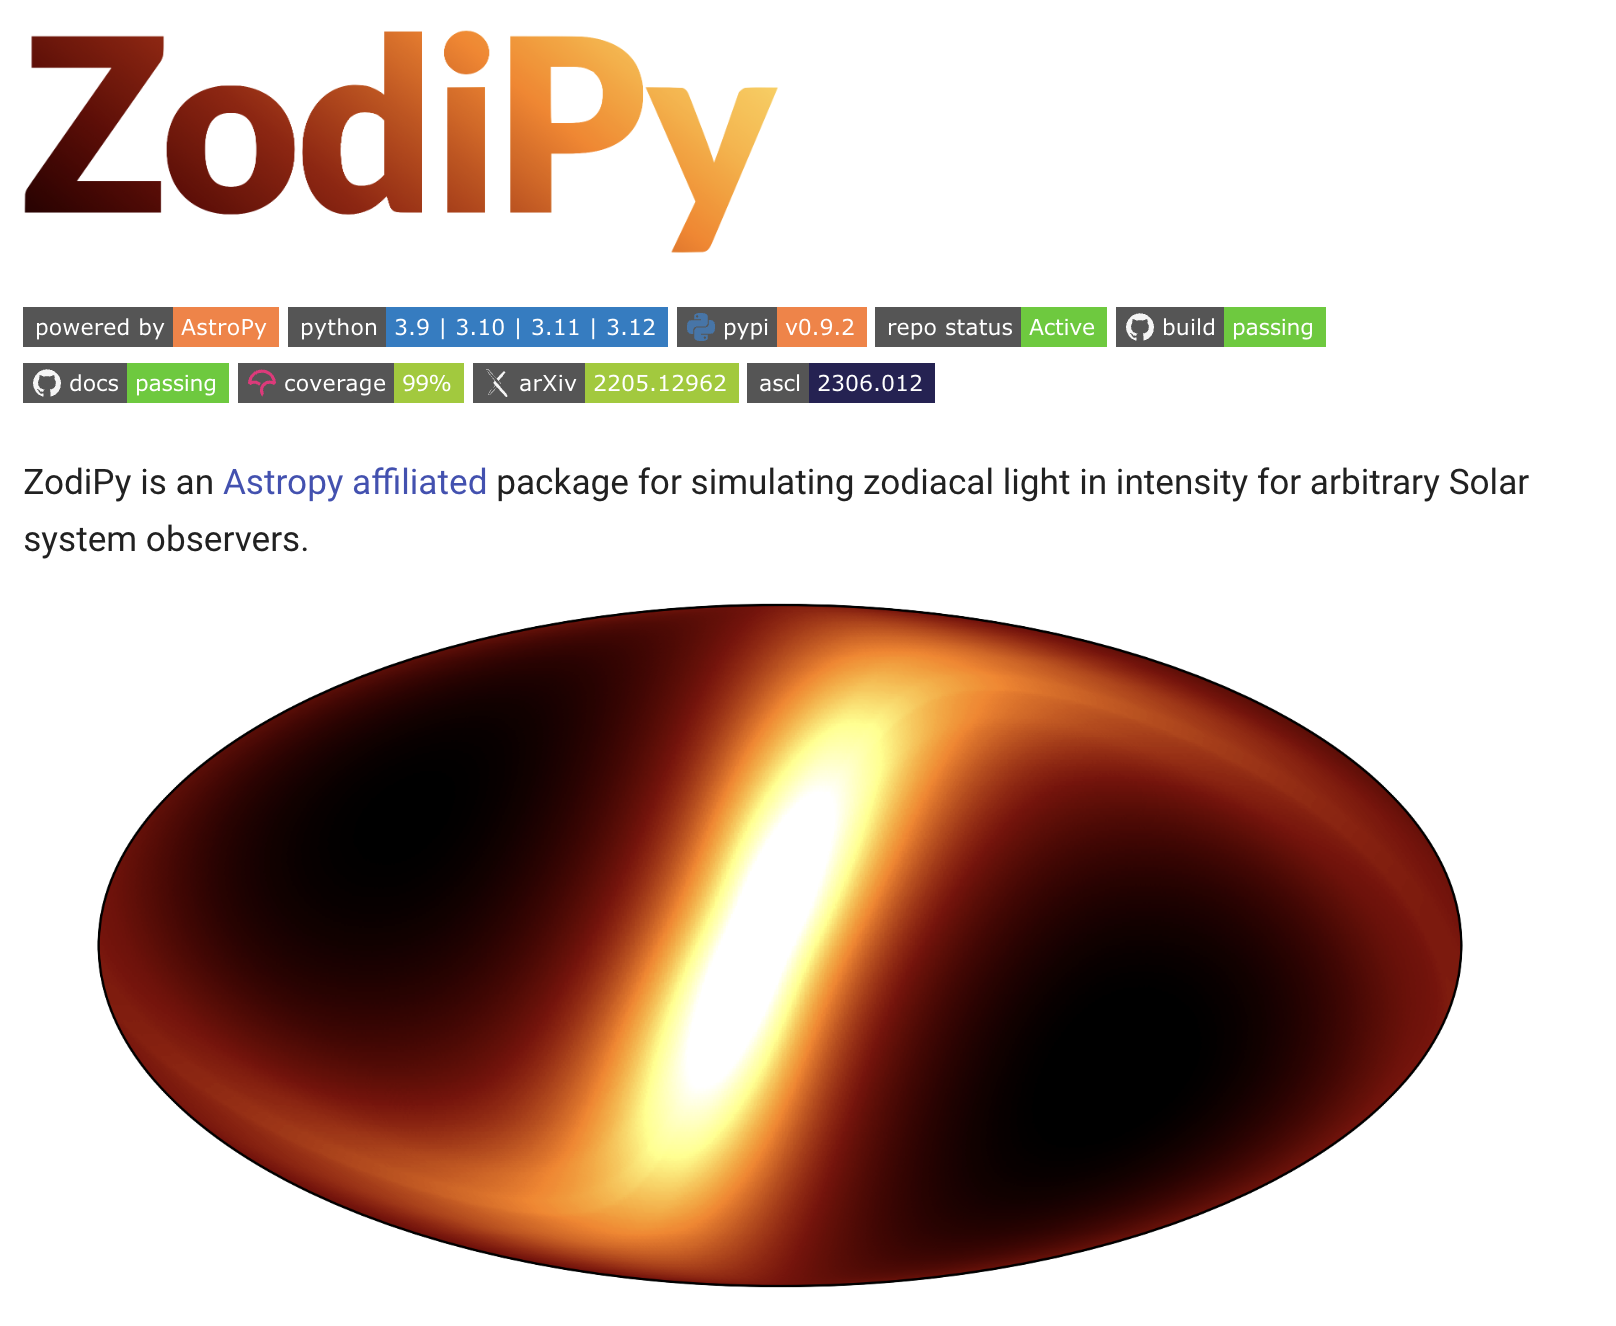 ZodiPy
powered by AstroPy python 3.9 | 3.10 | 3.11 | 3.12 pypi v0.9.2 repo status Active build passing
docs passing coverage 99% arXiv 2205.12962 ascl 2306.012
ZodiPy is an Astropy affiliated package for simulating zodiacal light in intensity for arbitrary Solar
system observers.